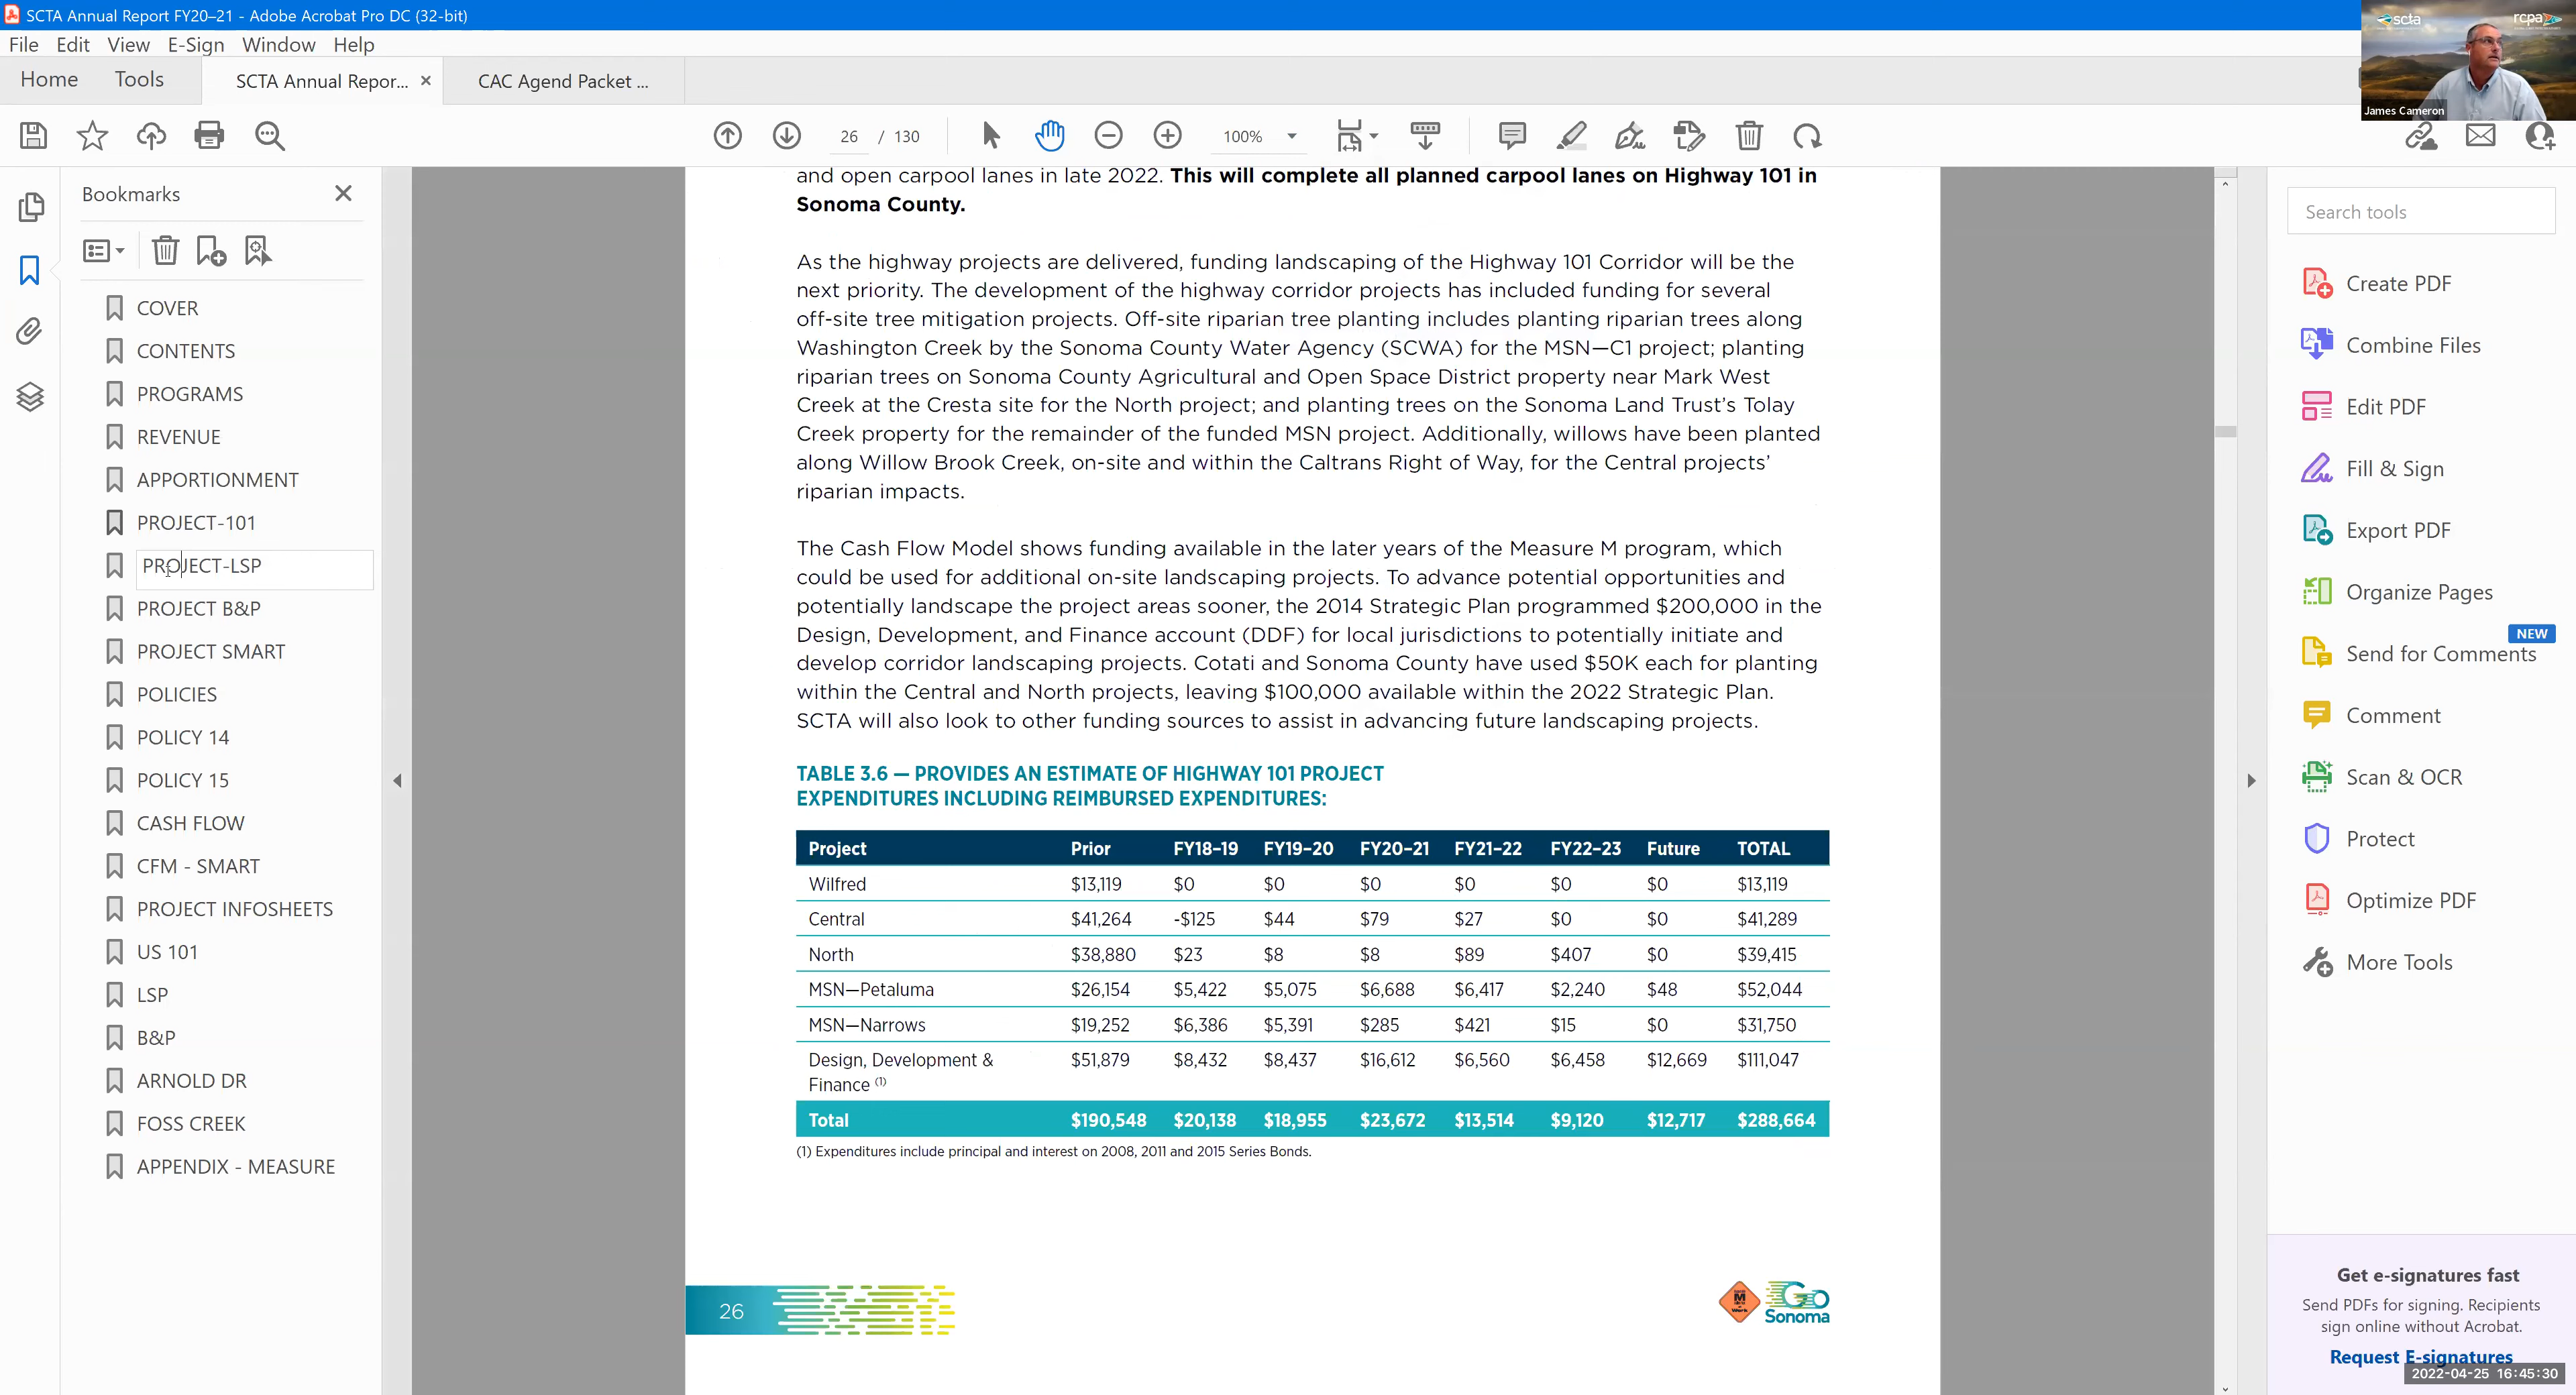 SCTA Annual Report FY20–21 - Adobe Acrobat Pro DC (32-bit)
File Edit View E-Sign Window Help
Home Tools SCTA Annual Repor... × CAC Agend Packet ...
26 / 130 100%
scta rcpa
James Cameron
Bookmarks
COVER
CONTENTS
PROGRAMS
REVENUE
APPORTIONMENT
PROJECT-101
PROJECT-LSP
PROJECT B&P
PROJECT SMART
POLICIES
POLICY 14
POLICY 15
CASH FLOW
CFM - SMART
PROJECT INFOSHEETS
US 101
LSP
B&P
ARNOLD DR
FOSS CREEK
APPENDIX - MEASURE
and open carpool lanes in late 2022. This will complete all planned carpool lanes on Highway 101 in
Sonoma County.
As the highway projects are delivered, funding landscaping of the Highway 101 Corridor will be the
next priority. The development of the highway corridor projects has included funding for several
off-site tree mitigation projects. Off-site riparian tree planting includes planting riparian trees along
Washington Creek by the Sonoma County Water Agency (SCWA) for the MSN—C1 project; planting
riparian trees on Sonoma County Agricultural and Open Space District property near Mark West
Creek at the Cresta site for the North project; and planting trees on the Sonoma Land Trust’s Tolay
Creek property for the remainder of the funded MSN project. Additionally, willows have been planted
along Willow Brook Creek, on-site and within the Caltrans Right of Way, for the Central projects’
riparian impacts.
The Cash Flow Model shows funding available in the later years of the Measure M program, which
could be used for additional on-site landscaping projects. To advance potential opportunities and
potentially landscape the project areas sooner, the 2014 Strategic Plan programmed $200,000 in the
Design, Development, and Finance account (DDF) for local jurisdictions to potentially initiate and
develop corridor landscaping projects. Cotati and Sonoma County have used $50K each for planting
within the Central and North projects, leaving $100,000 available within the 2022 Strategic Plan.
SCTA will also look to other funding sources to assist in advancing future landscaping projects.
TABLE 3.6 — PROVIDES AN ESTIMATE OF HIGHWAY 101 PROJECT
EXPENDITURES INCLUDING REIMBURSED EXPENDITURES:
Project Prior FY18–19 FY19–20 FY20–21 FY21–22 FY22–23 Future TOTAL
Wilfred $13,119 $0 $0 $0 $0 $0 $0 $13,119
Central $41,264 -$125 $44 $79 $27 $0 $0 $41,289
North $38,880 $23 $8 $8 $89 $407 $0 $39,415
MSN—Petaluma $26,154 $5,422 $5,075 $6,688 $6,417 $2,240 $48 $52,044
MSN—Narrows $19,252 $6,386 $5,391 $285 $421 $15 $0 $31,750
Design, Development & $51,879 $8,432 $8,437 $16,612 $6,560 $6,458 $12,669 $111,047
Finance (1)
Total $190,548 $20,138 $18,955 $23,672 $13,514 $9,120 $12,717 $288,664
(1) Expenditures include principal and interest on 2008, 2011 and 2015 Series Bonds.
26
M
Go
Sonoma
Search tools
Create PDF
Combine Files
Edit PDF
Fill & Sign
Export PDF
Organize Pages
NEW
Send for Comments
Comment
Scan & OCR
Protect
Optimize PDF
More Tools
Get e-signatures fast
Send PDFs for signing. Recipients
sign online without Acrobat.
Request E-signatures
2022-04-25 16:45:30